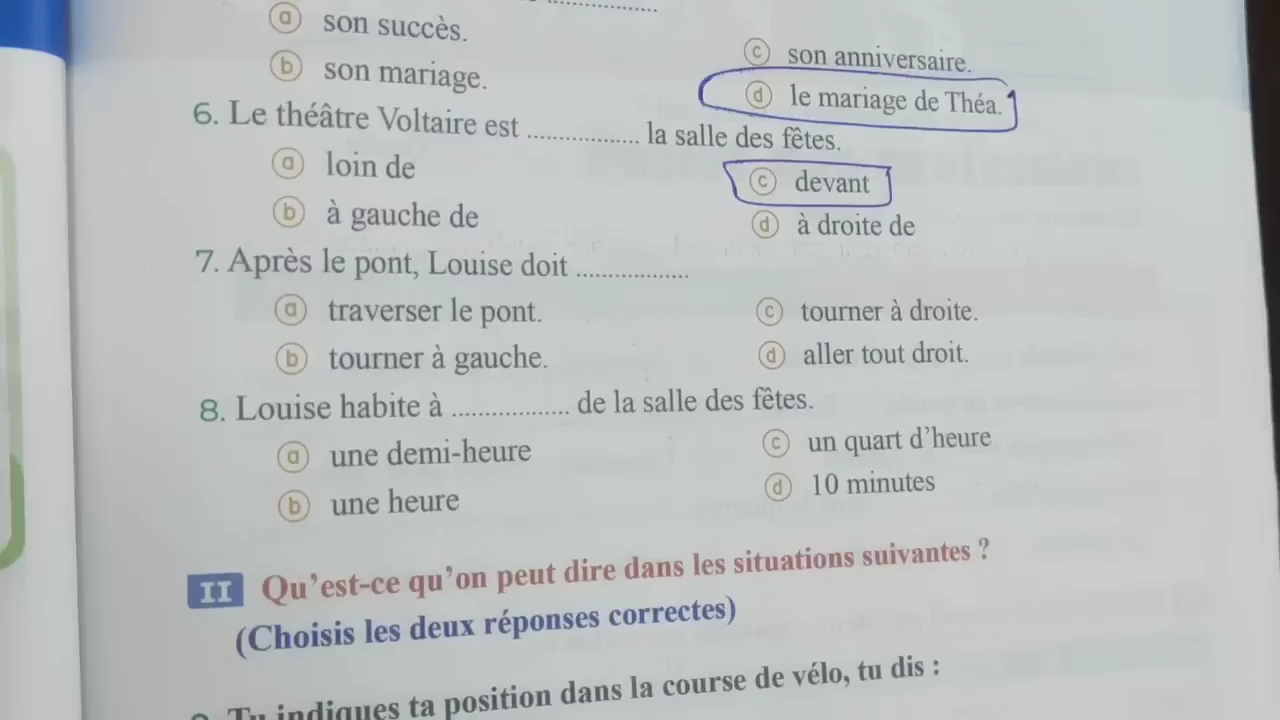 a son succès.
b son mariage.
c son anniversaire.
d le mariage de Théa.
6. Le théâtre Voltaire est ................ la salle des fêtes.
a loin de
b à gauche de
c devant
d à droite de
7. Après le pont, Louise doit ................
a traverser le pont.
b tourner à gauche.
c tourner à droite.
d aller tout droit.
8. Louise habite à ................ de la salle des fêtes.
a une demi-heure
b une heure
c un quart d'heure
d 10 minutes
II Qu'est-ce qu'on peut dire dans les situations suivantes ?
(Choisis les deux réponses correctes)
Tu indiques ta position dans la course de vélo, tu dis :